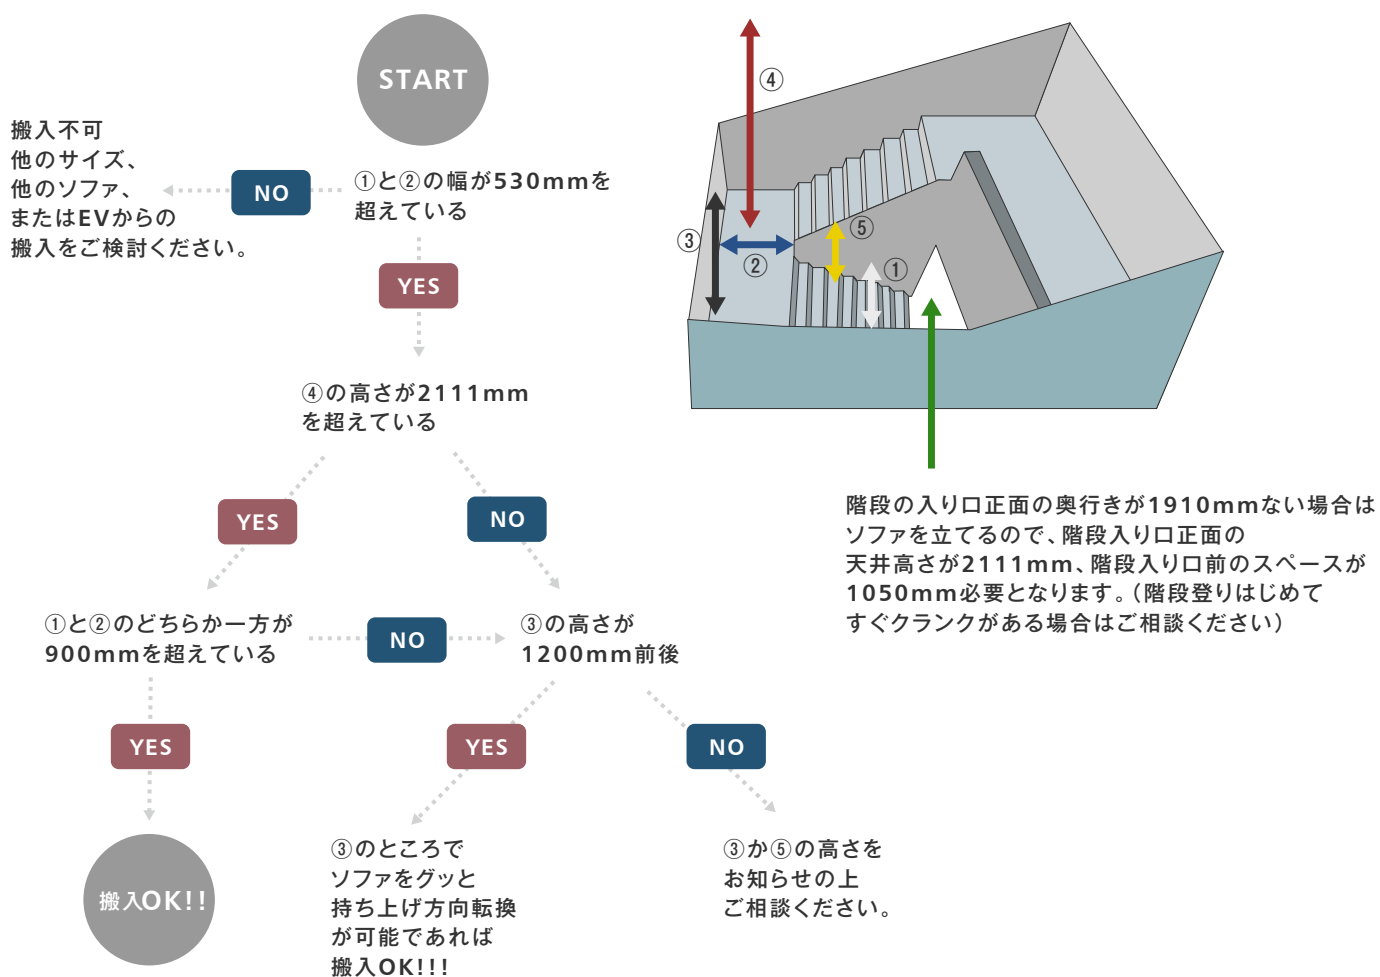 START
搬入不可
他のサイズ、
他のソファ、
またはEVからの
搬入をご検討ください。
NO
①と②の幅が530mmを
超えている
YES
④の高さが2111mm
を超えている
YES
NO
①と②のどちらか一方が
900mmを超えている
NO
③の高さが
1200mm前後
YES
YES
NO
搬入OK!!
③のところで
ソファをグッと
持ち上げ方向転換
が可能であれば
搬入OK!!!
③か⑤の高さを
お知らせの上
ご相談ください。
④
③
②
⑤
①
階段の入り口正面の奥行きが1910mmない場合は
ソファを立てるので、階段入り口正面の
天井高さが2111mm、階段入り口前のスペースが
1050mm必要となります。(階段登りはじめて
すぐクランクがある場合はご相談ください)